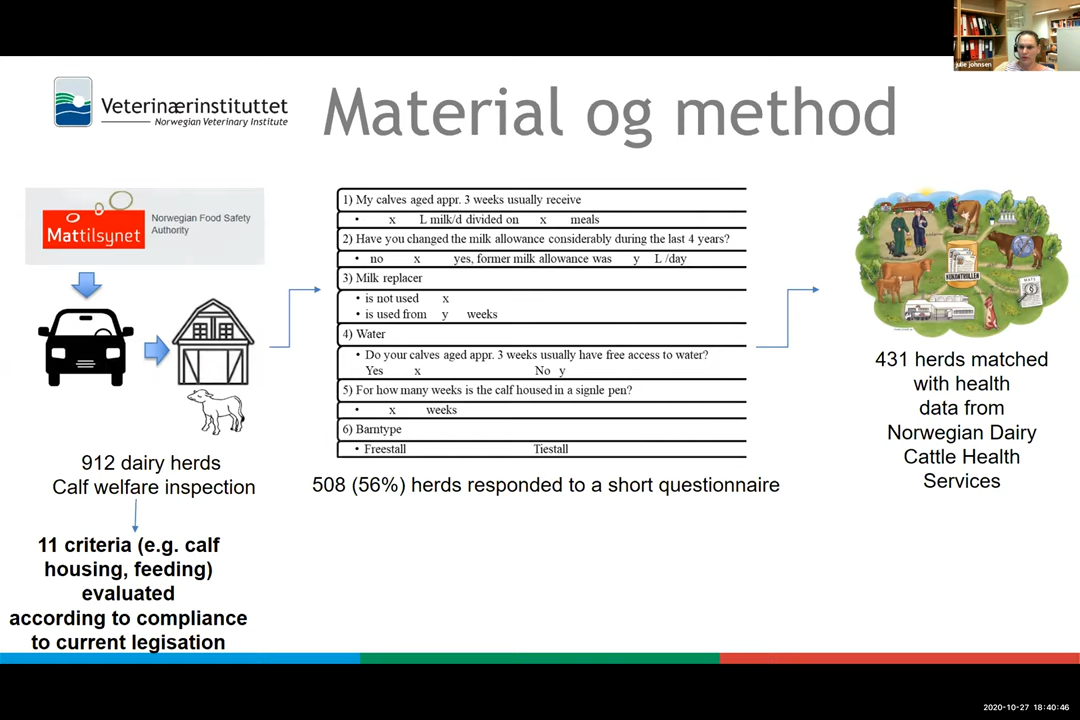 julie johnsen
Veterinærinstituttet
Norwegian Veterinary Institute
Material og method
Mattilsynet
Norwegian Food Safety
Authority
912 dairy herds
Calf welfare inspection
11 criteria (e.g. calf
housing, feeding)
evaluated
according to compliance
to current legisation
1) My calves aged appr. 3 weeks usually receive
• x L milk/d divided on x meals
2) Have you changed the milk allowance considerably during the last 4 years?
• no x yes, former milk allowance was y L /day
3) Milk replacer
• is not used x
• is used from y weeks
4) Water
• Do your calves aged appr. 3 weeks usually have free access to water?
Yes x No y
5) For how many weeks is the calf housed in a signle pen?
• x weeks
6) Barntype
• Freestall Tiestall
508 (56%) herds responded to a short questionnaire
KUKONTROLLEN
431 herds matched
with health
data from
Norwegian Dairy
Cattle Health
Services
2020-10-27 18:40:46